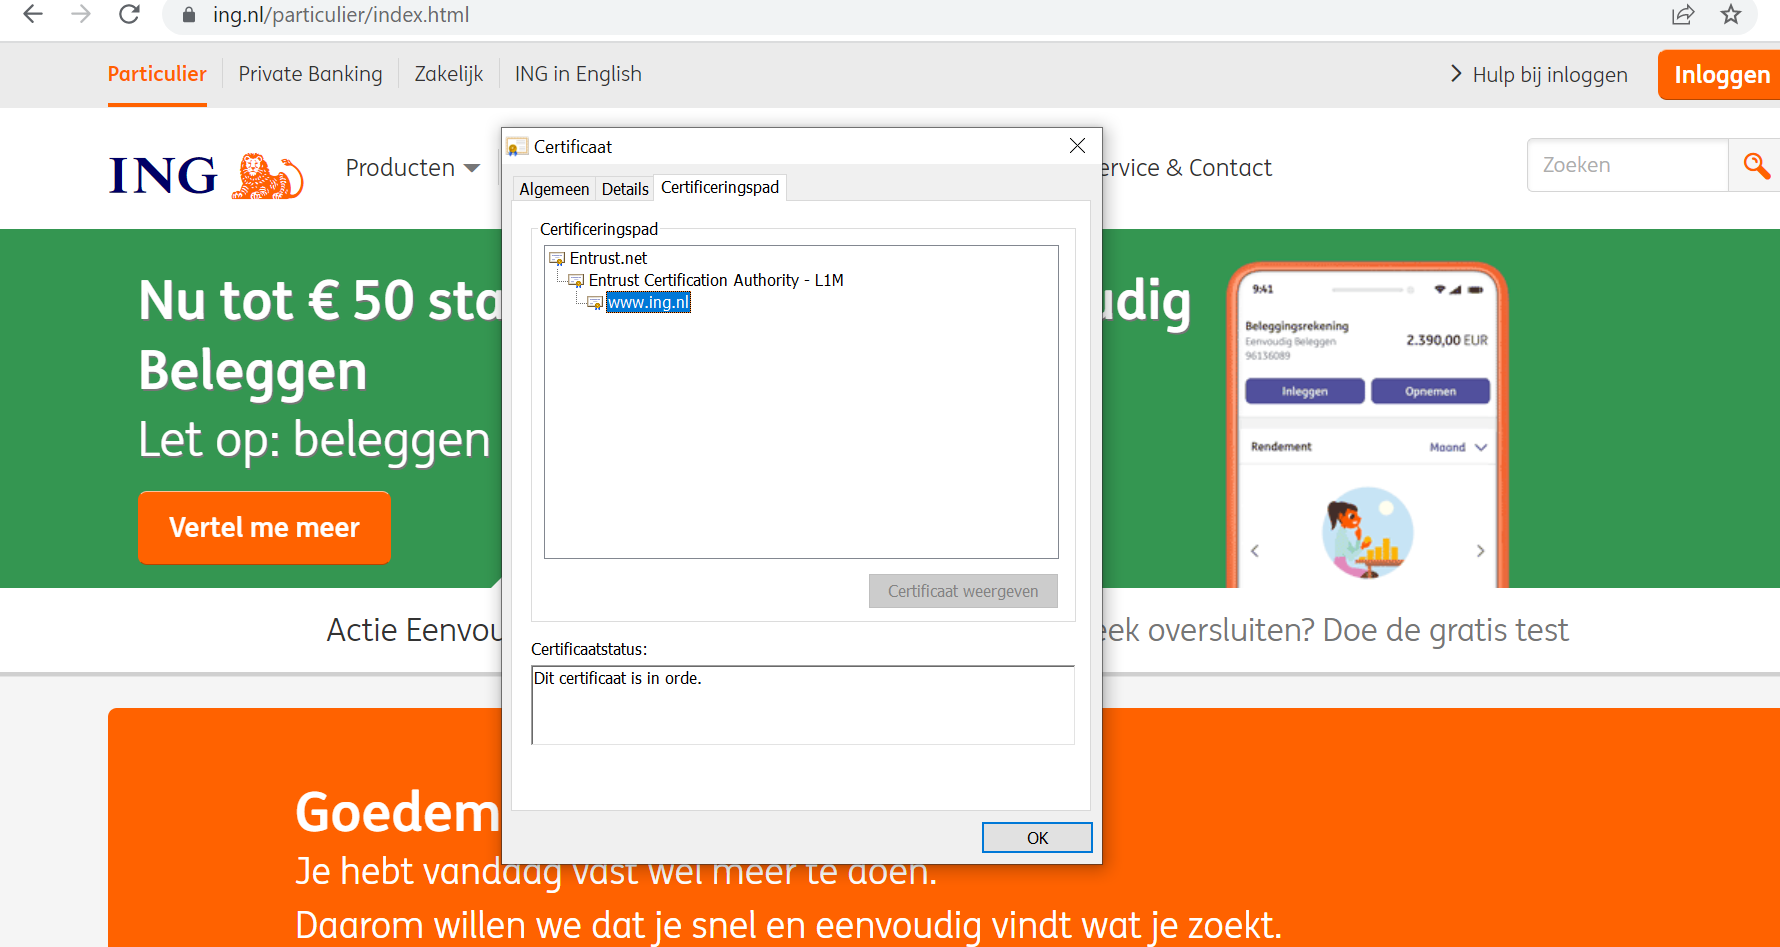 ing.nl/particulier/index.html
Particulier
Private Banking
Zakelijk
ING in English
Hulp bij inloggen
Inloggen
ING
Producten
ervice & Contact
Zoeken
Certificaat
Algemeen
Details
Certificeringspad
Certificeringspad
Entrust.net
Entrust Certification Authority - L1M
www.ing.nl
Certificaat weergeven
Certificaatstatus:
Dit certificaat is in orde.
OK
Nu tot € 50 sta
udig
Beleggen
Let op: beleggen
Vertel me meer
9:41
Beleggingsrekening
Eenvoudig Beleggen
96136089
2.390,00 EUR
Inleggen
Opnemen
Rendement
Maand
Actie Eenvou
eek oversluiten? Doe de gratis test
Goedem
Je hebt vandaag vast wel meer te doen.
Daarom willen we dat je snel en eenvoudig vindt wat je zoekt.